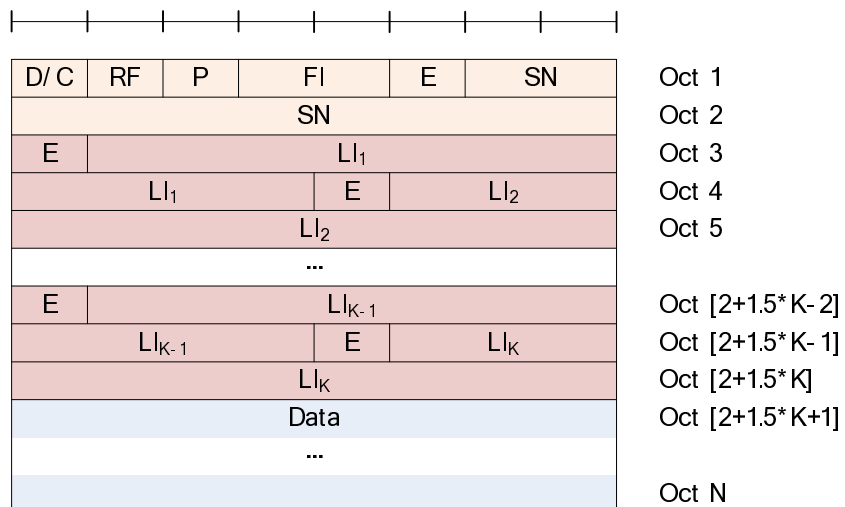 D/ C RF P FI E SN Oct 1
SN Oct 2
E LI₁ Oct 3
LI₁ E LI₂ Oct 4
LI₂ Oct 5
...
E LIK-1 Oct [2+1.5*K-2]
LIK-1 E LIK Oct [2+1.5*K-1]
LIK Oct [2+1.5*K]
Data Oct [2+1.5*K+1]
...
Oct N